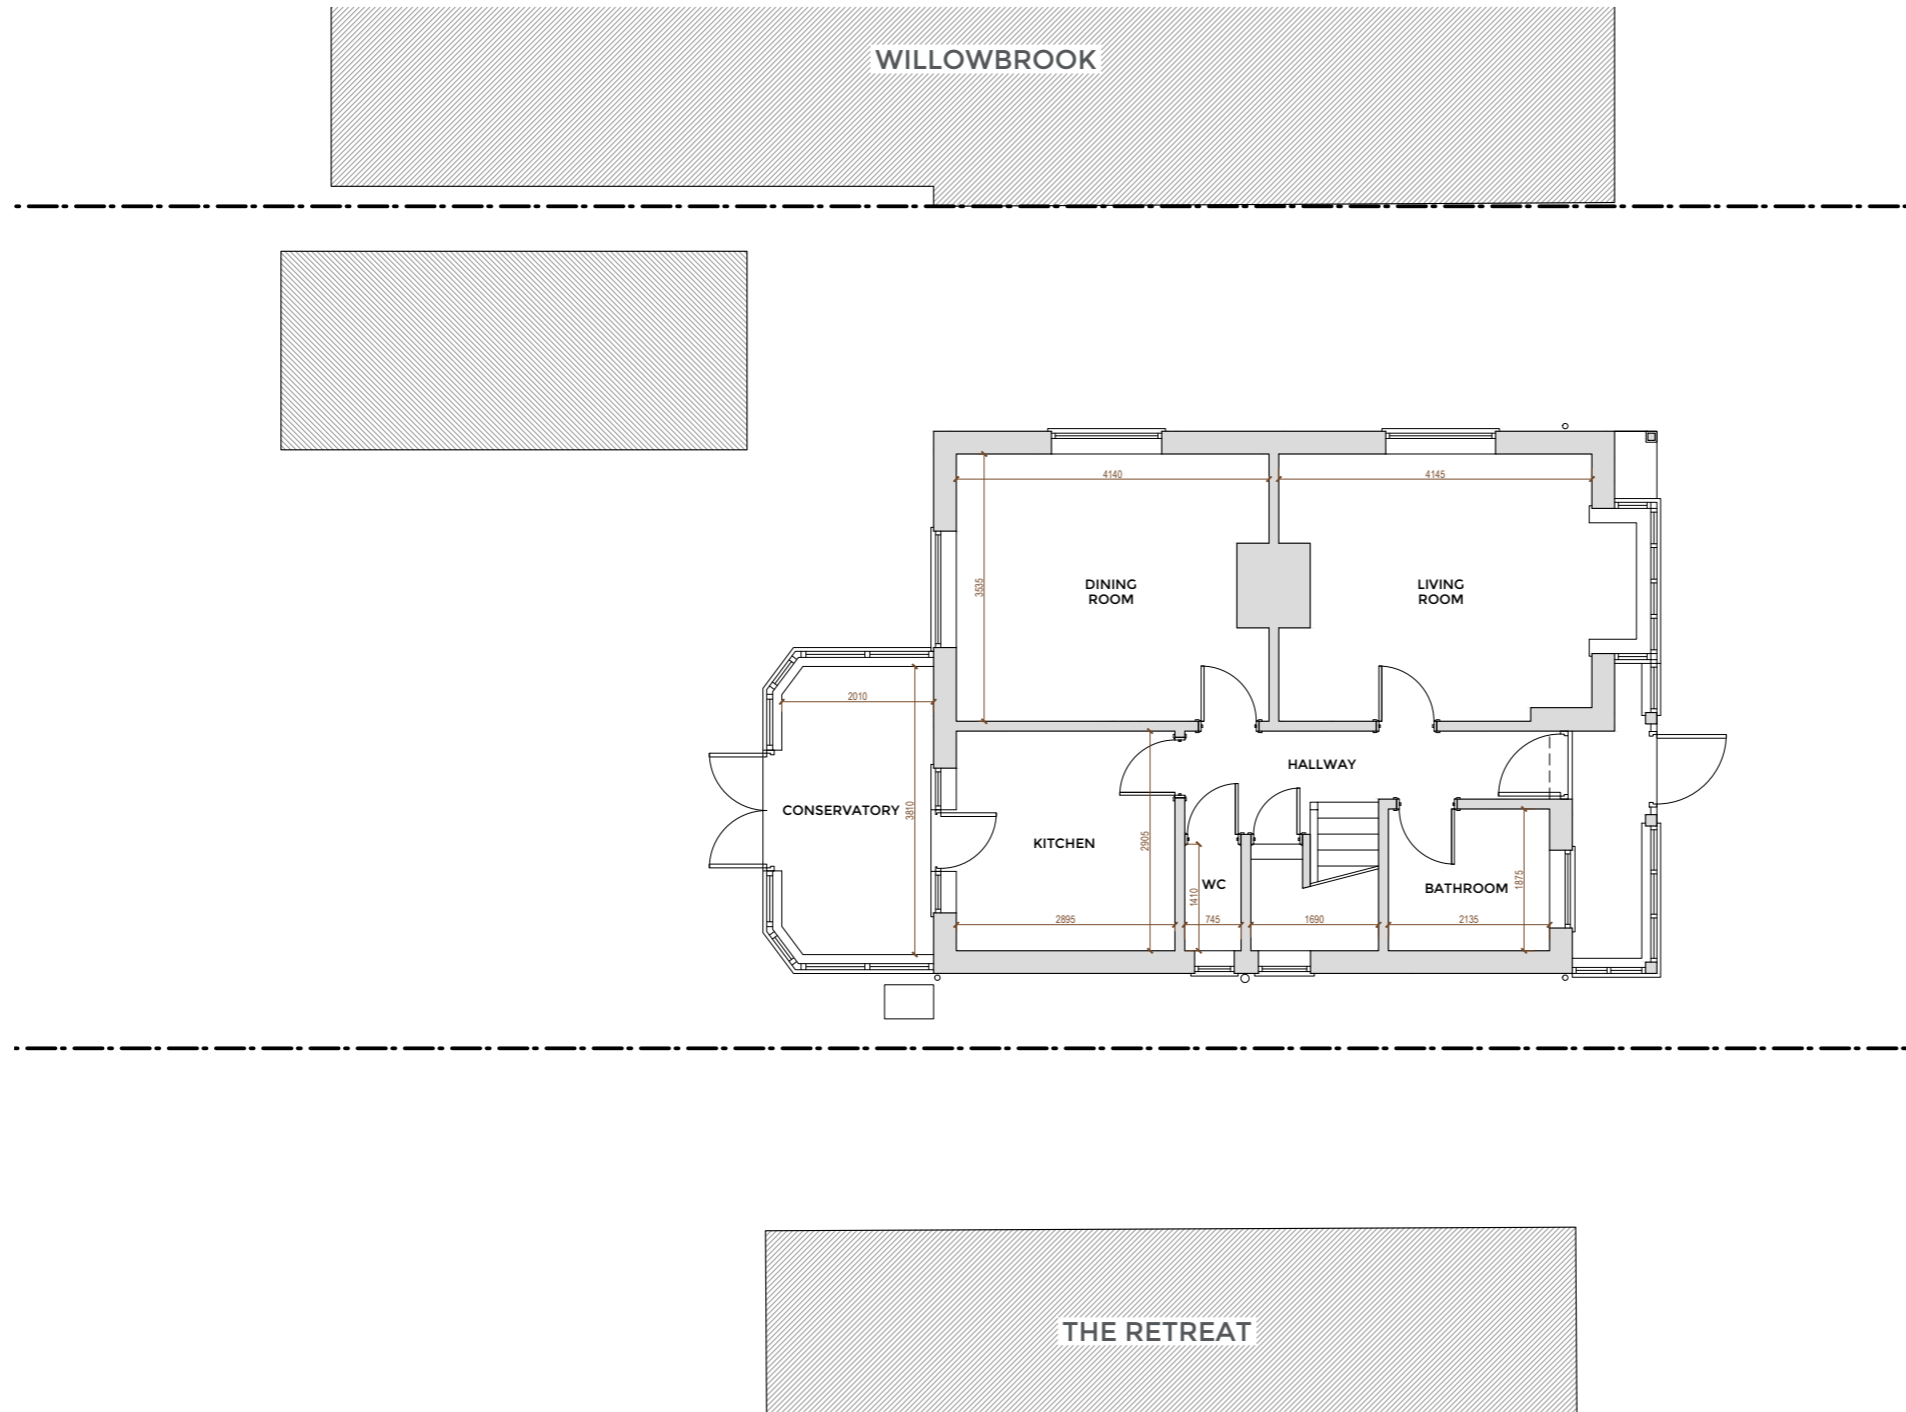 WILLOWBROOK
4140
4145
3535
DINING
ROOM
LIVING
ROOM
2010
HALLWAY
CONSERVATORY
3810
KITCHEN
2905
WC
1410
BATHROOM
1875
2895
745
1690
2135
THE RETREAT